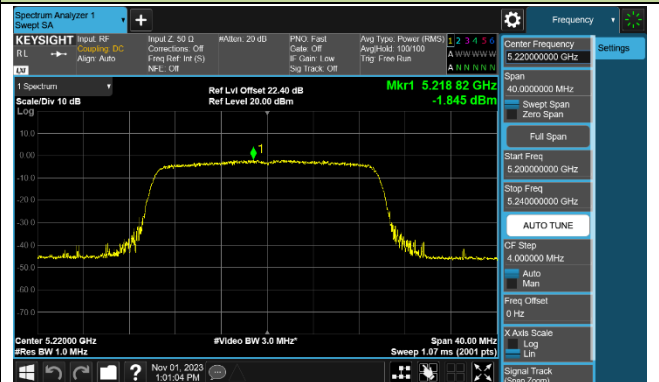 Spectrum Analyzer 1
Swept SA
Frequency
KEYSIGHT
RL
LXI
Input: RF
Coupling: DC
Align: Auto
Input Z: 50 Ω
Corrections: Off
Freq Ref: Int (S)
NFE: Off
#Atten: 20 dB
PNO: Fast
Gate: Off
IF Gain: Low
Sig Track: Off
Avg Type: Power (RMS)
Avg|Hold: 100/100
Trig: Free Run
1 2 3 4 5 6
A W W W W W
A N N N N N
1 Spectrum
Scale/Div 10 dB
Log
Ref Lvl Offset 22.40 dB
Ref Level 20.00 dBm
Mkr1 5.218 82 GHz
-1.845 dBm
1
10.0
0.00
-10.0
-20.0
-30.0
-40.0
-50.0
-60.0
-70.0
Center 5.22000 GHz
#Res BW 1.0 MHz
#Video BW 3.0 MHz*
Span 40.00 MHz
Sweep 1.07 ms (2001 pts)
Nov 01, 2023
1:01:04 PM
Center Frequency
5.220000000 GHz
Span
40.0000000 MHz
Swept Span
Zero Span
Full Span
Start Freq
5.200000000 GHz
Stop Freq
5.240000000 GHz
AUTO TUNE
CF Step
4.000000 MHz
Auto
Man
Freq Offset
0 Hz
X Axis Scale
Log
Lin
Signal Track
(Span Zoom)
Settings